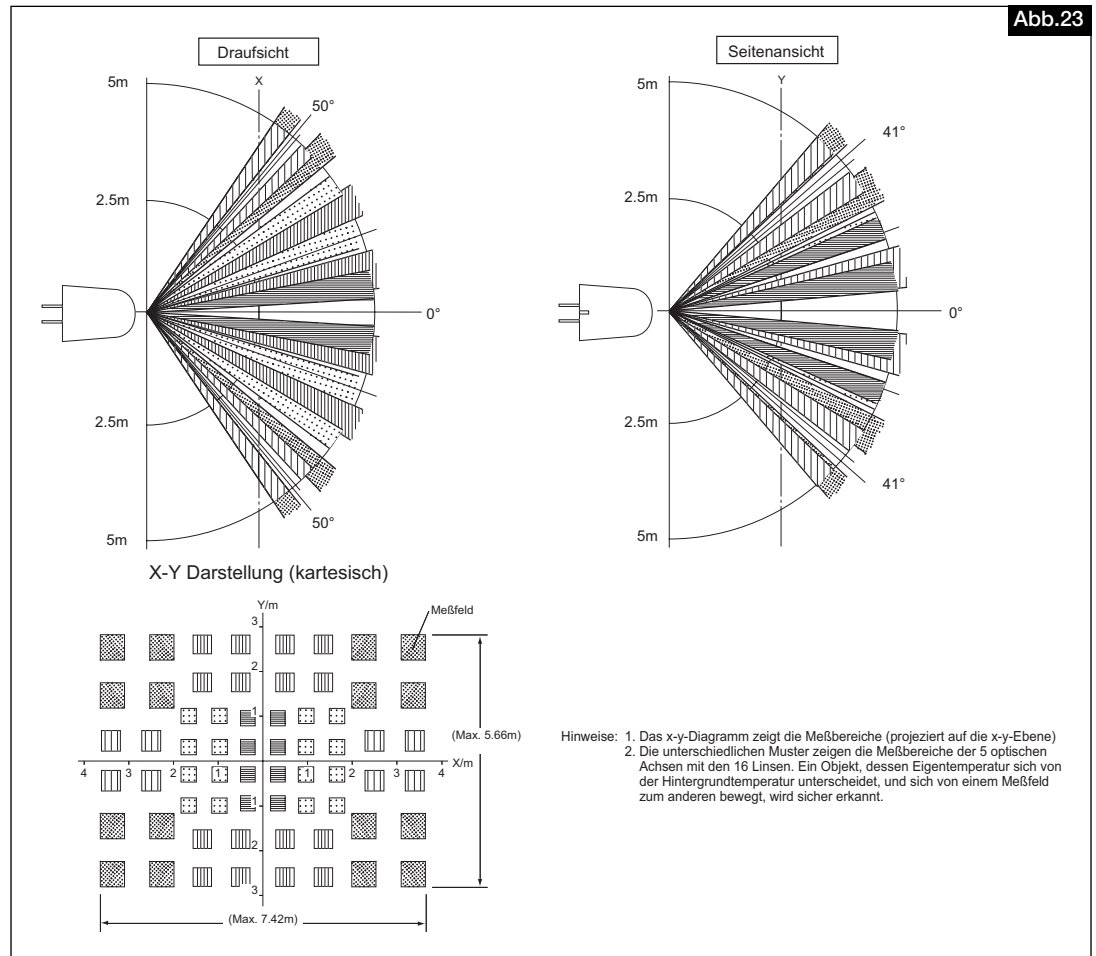 Abb.23
Draufsicht
X
5m
50°
2.5m
0°
2.5m
50°
5m
Seitenansicht
Y
5m
41°
2.5m
0°
2.5m
41°
5m
X-Y Darstellung (kartesisch)
Y/m
3
Meßfeld
2
1
(Max. 5.66m)
X/m
4 3 2 1 1 2 3 4
1
2
3
(Max. 7.42m)
Hinweise: 1. Das x-y-Diagramm zeigt die Meßbereiche (projeziert auf die x-y-Ebene)
2. Die unterschiedlichen Muster zeigen die Meßbereiche der 5 optischen
Achsen mit den 16 Linsen. Ein Objekt, dessen Eigentemperatur sich von
der Hintergrundtemperatur unterscheidet, und sich von einem Meßfeld
zum anderen bewegt, wird sicher erkannt.